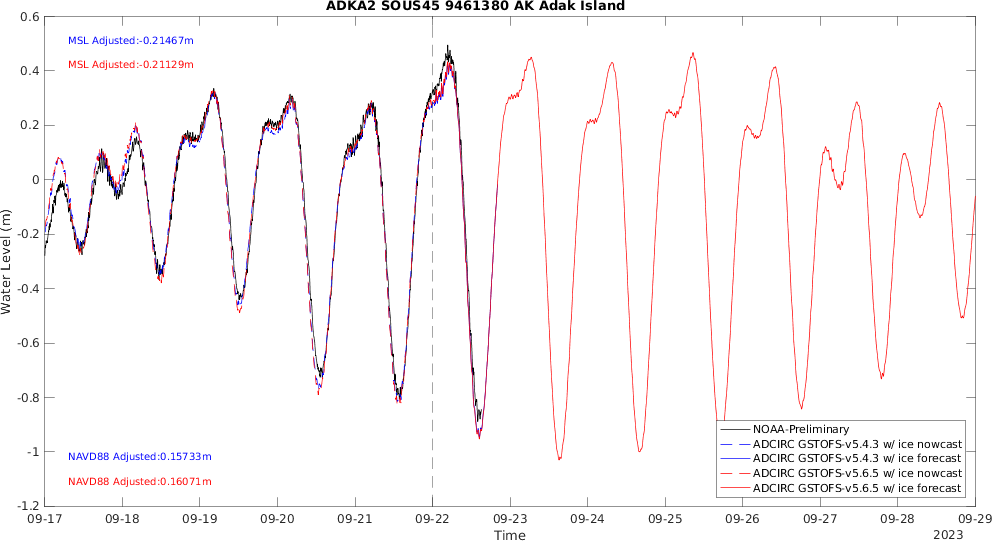 ADKA2 SOUS45 9461380 AK Adak Island
MSL Adjusted:-0.21467m
MSL Adjusted:-0.21129m
Water Level (m)
0.6
0.4
0.2
0
-0.2
-0.4
-0.6
-0.8
-1
-1.2
NAVD88 Adjusted:0.15733m
NAVD88 Adjusted:0.16071m
NOAA-Preliminary
ADCIRC GSTOFS-v5.4.3 w/ ice nowcast
ADCIRC GSTOFS-v5.4.3 w/ ice forecast
ADCIRC GSTOFS-v5.6.5 w/ ice nowcast
ADCIRC GSTOFS-v5.6.5 w/ ice forecast
09-17 09-18 09-19 09-20 09-21 09-22 09-23 09-24 09-25 09-26 09-27 09-28 09-29
Time
2023